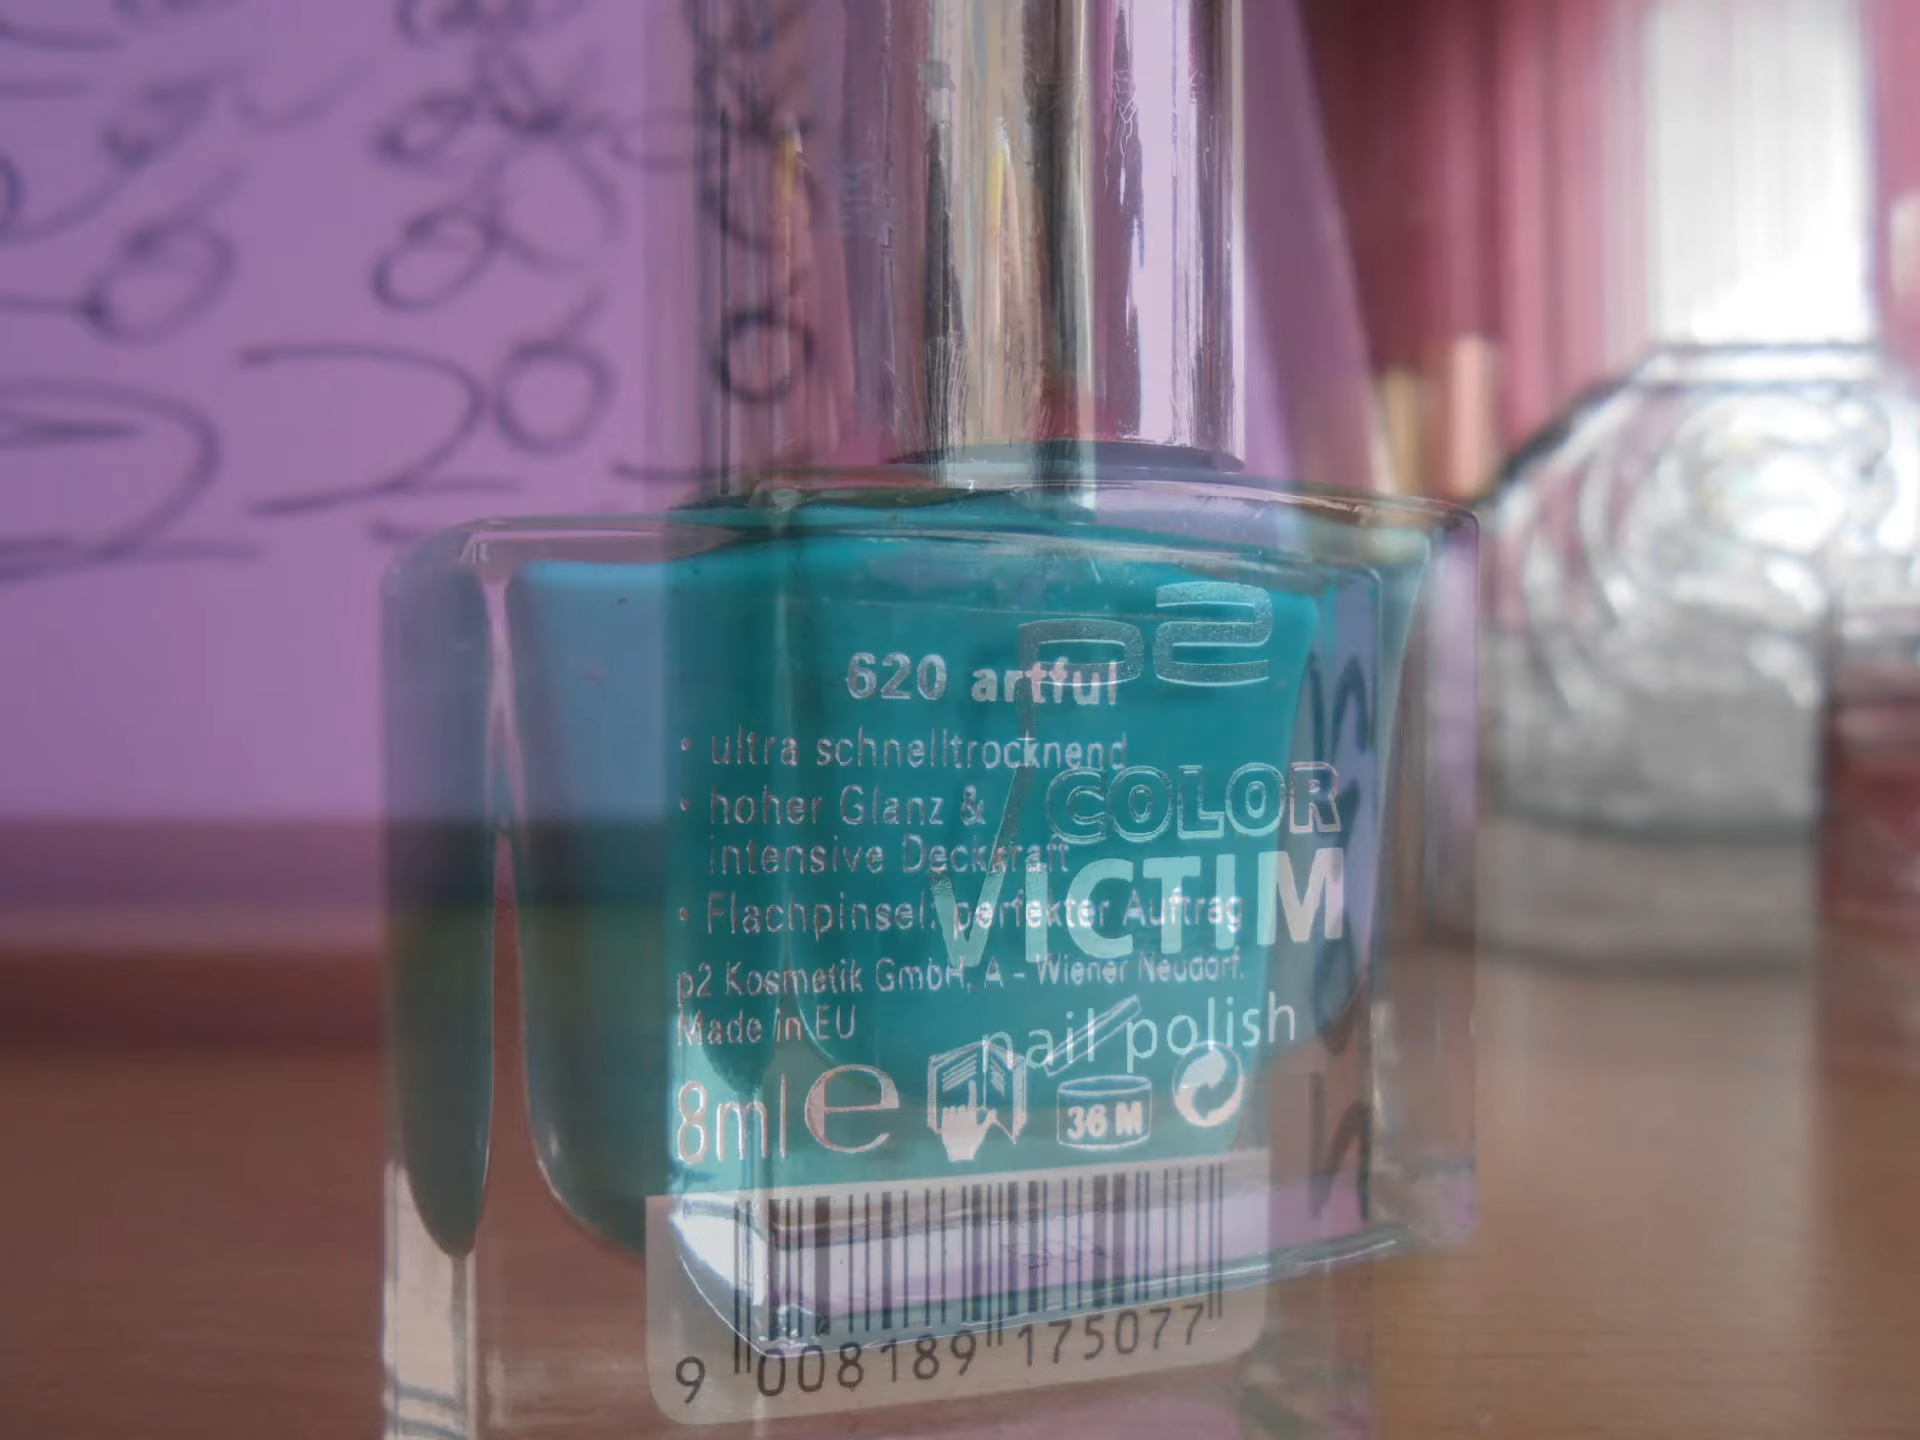 p2
620 artful
• ultra schnelltrocknend
• hoher Glanz &
intensive Deckkraft
• Flachpinsel: perfekter Auftrag
p2 Kosmetik GmbH, A - Wiener Neudorf.
Made in EU
8ml e
36 M
9 008189 175077
COLOR
VICTIM
nail polish